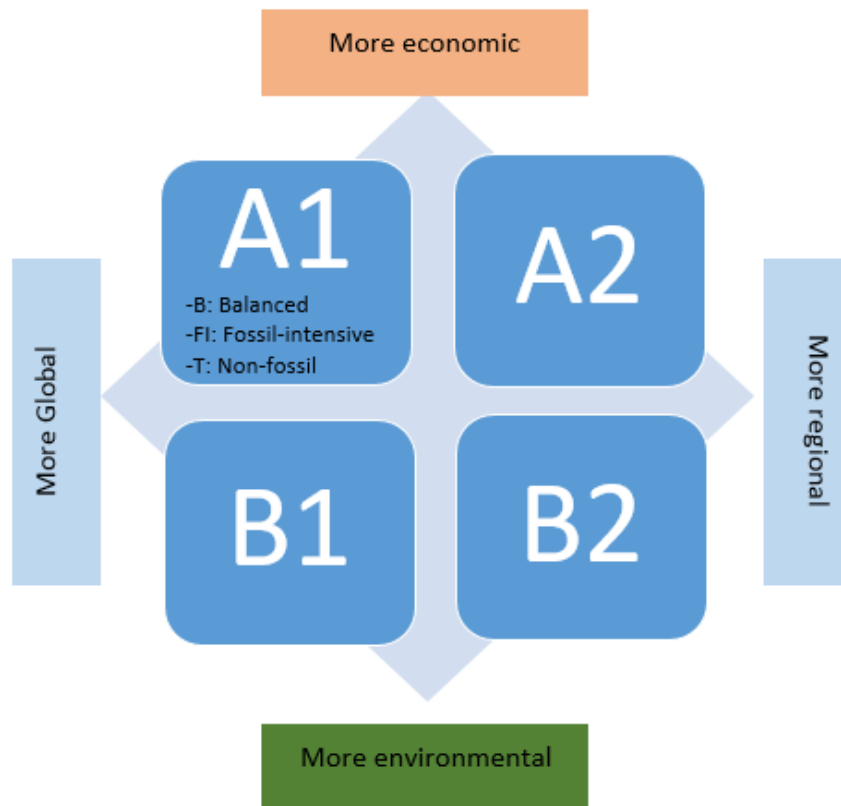 More economic
A1
-B: Balanced
-FI: Fossil-intensive
-T: Non-fossil
A2
More Global
More regional
B1
B2
More environmental